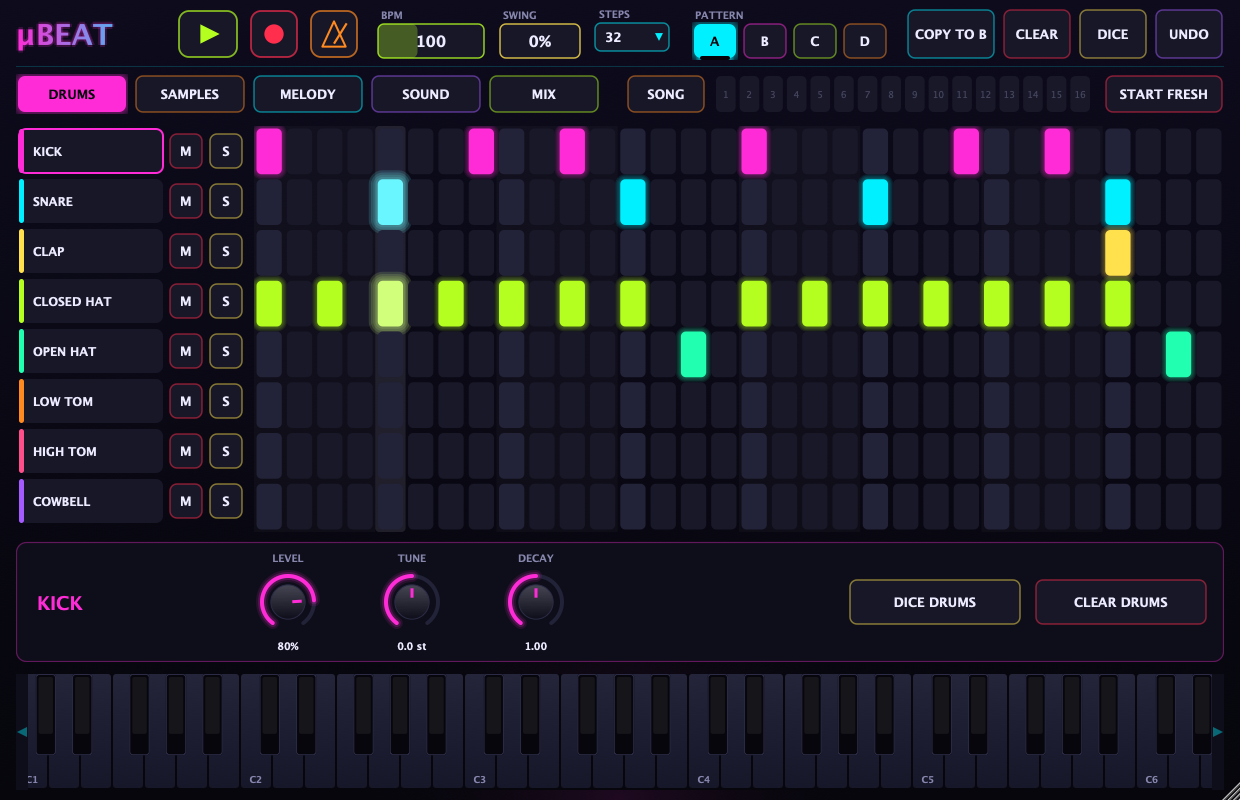 µBEAT
BPM
100
SWING
0%
STEPS
32
PATTERN
A B C D
COPY TO B
CLEAR
DICE
UNDO
DRUMS
SAMPLES
MELODY
SOUND
MIX
SONG
1 2 3 4 5 6 7 8 9 10 11 12 13 14 15 16
START FRESH
KICK M S
SNARE M S
CLAP M S
CLOSED HAT M S
OPEN HAT M S
LOW TOM M S
HIGH TOM M S
COWBELL M S
KICK
LEVEL
80%
TUNE
0.0 st
DECAY
1.00
DICE DRUMS
CLEAR DRUMS
C1 C2 C3 C4 C5 C6